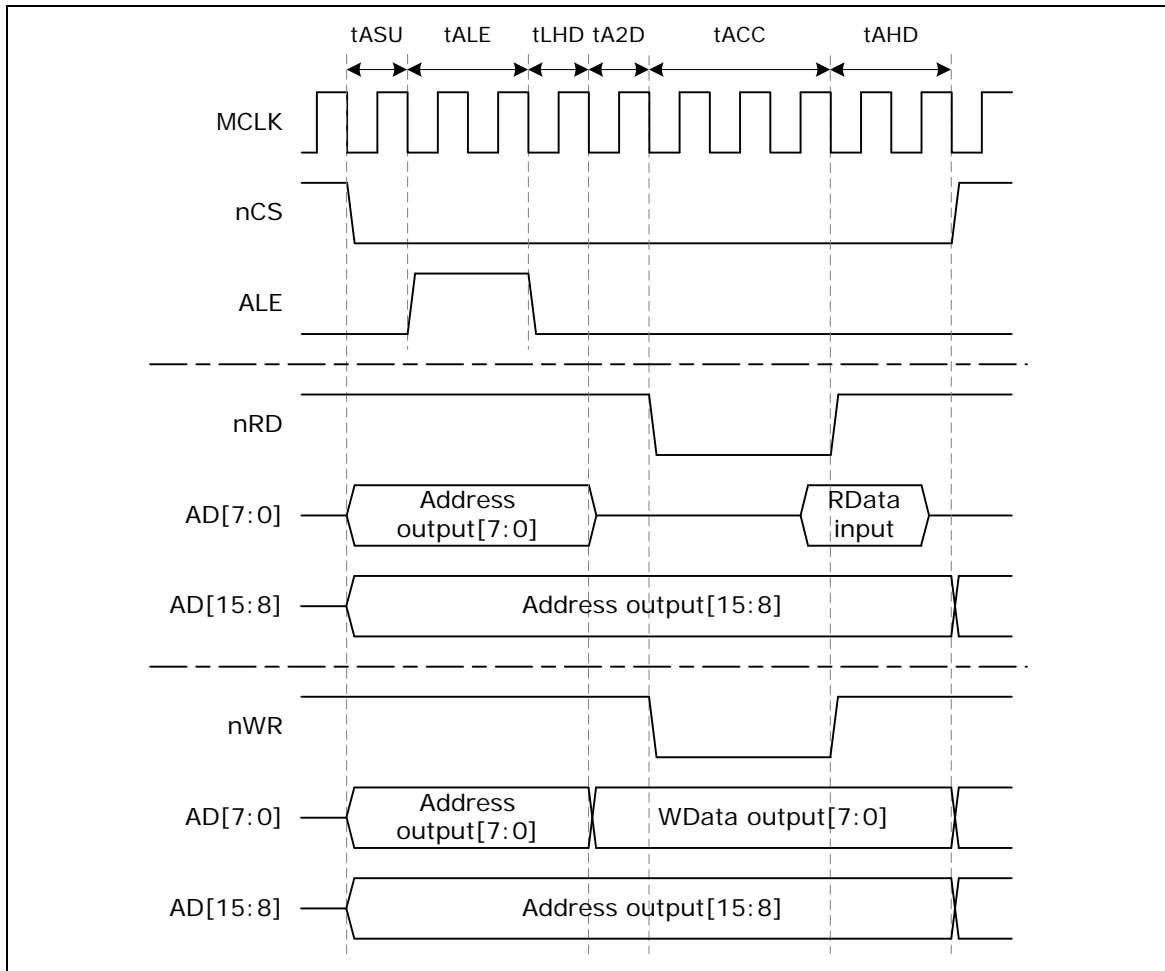 tASU tALE tLHD tA2D tACC tAHD
MCLK
nCS
ALE
nRD
AD[7:0]
Address
output[7:0]
RData
input
AD[15:8]
Address output[15:8]
nWR
AD[7:0]
Address
output[7:0]
WData output[7:0]
AD[15:8]
Address output[15:8]